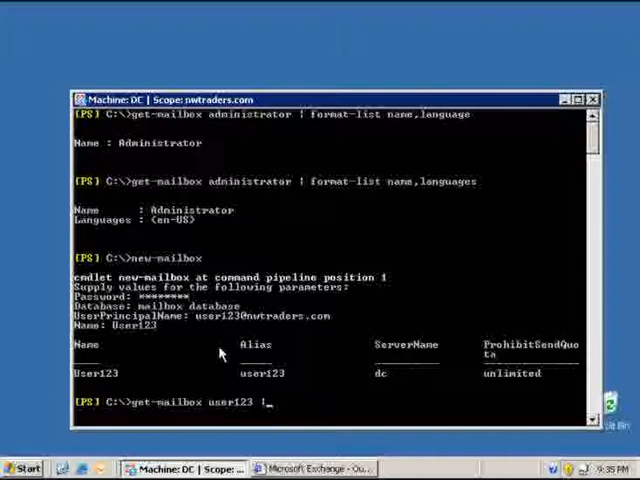 Machine: DC | Scope: nwtraders.com
[PS] C:\>get-mailbox administrator | format-list name,language
Name : Administrator
[PS] C:\>get-mailbox administrator | format-list name,languages
Name      : Administrator
Languages : {en-US}
[PS] C:\>new-mailbox
cmdlet new-mailbox at command pipeline position 1
Supply values for the following parameters:
Password: ********
Database: mailbox database
UserPrincipalName: user123@nwtraders.com
Name: User123
Name Alias ServerName ProhibitSendQuo
ta
User123 user123 dc unlimited
[PS] C:\>get-mailbox user123 |_
Start Machine: DC | Scope: ... Microsoft Exchange - Ou... 9:35 PM